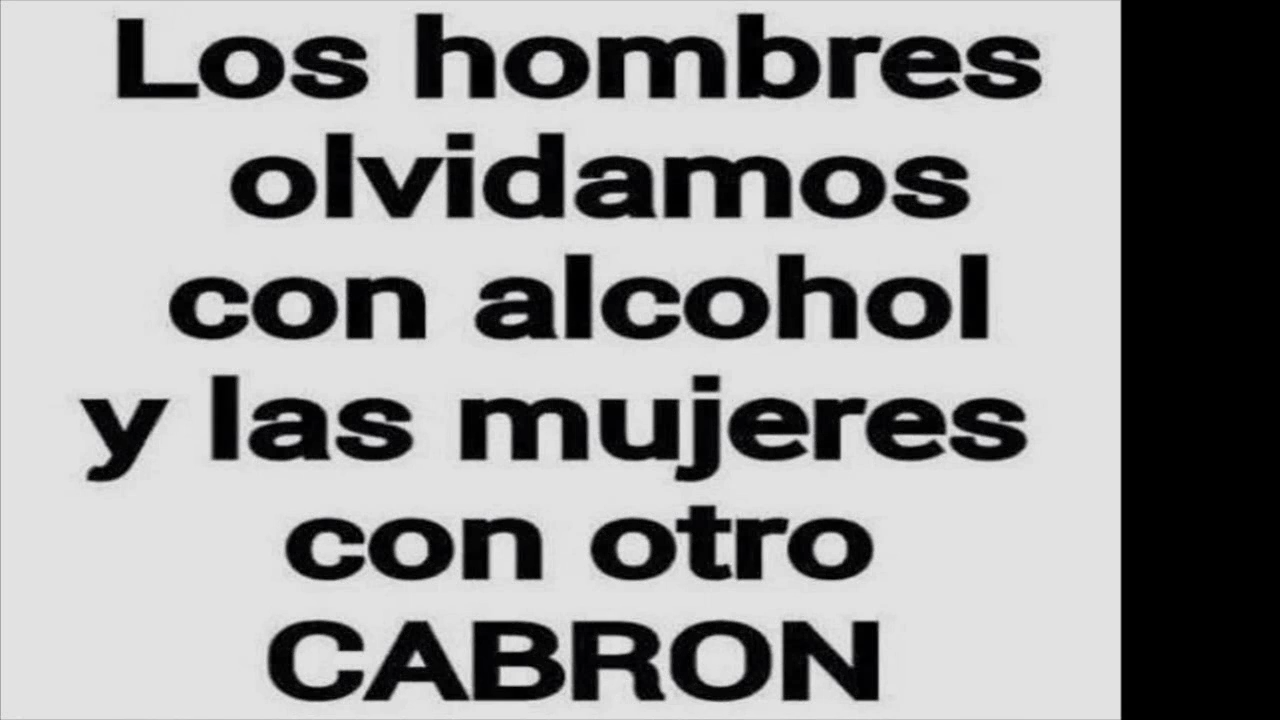 Los hombres
olvidamos
con alcohol
y las mujeres
con otro
CABRON